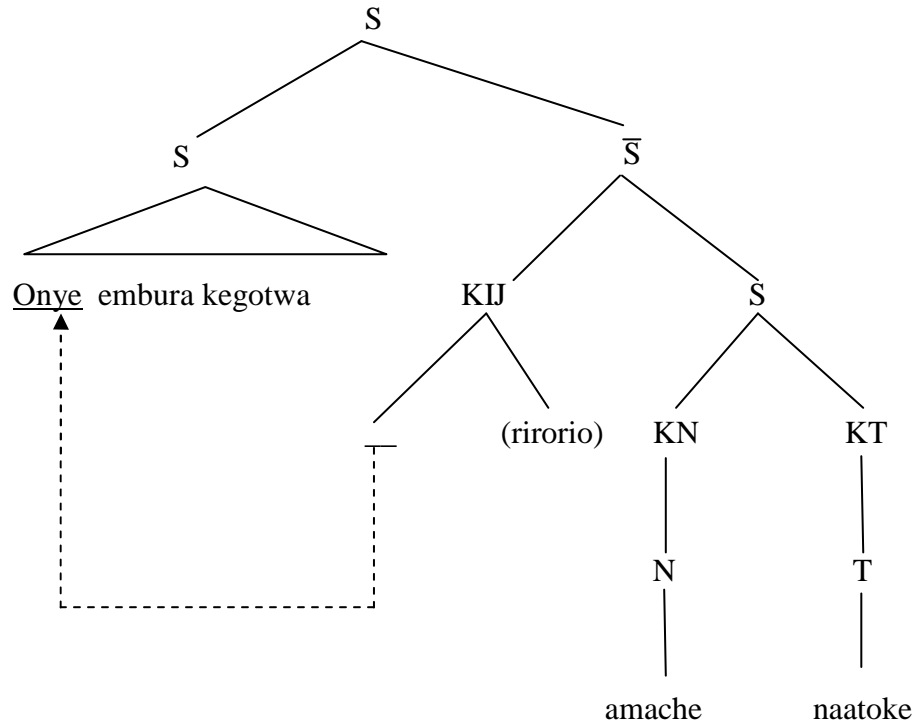 S
S S̅
Onye embura kegotwa KIJ S
(rirorio) KN KT
N T
amache naatoke